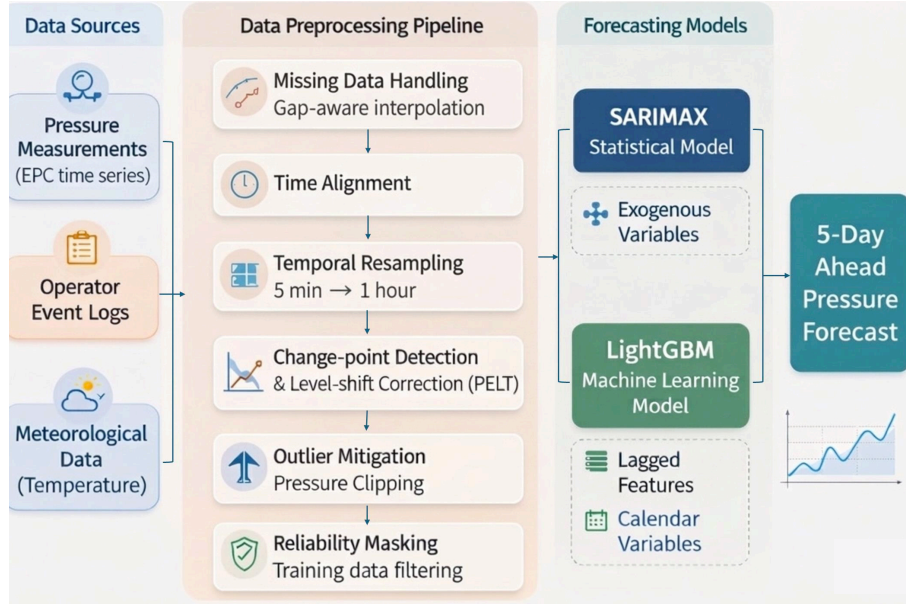 Data Sources
Pressure
Measurements
(EPC time series)
Operator
Event Logs
Meteorological
Data
(Temperature)
Data Preprocessing Pipeline
Missing Data Handling
Gap-aware interpolation
Time Alignment
Temporal Resampling
5 min → 1 hour
Change-point Detection
& Level-shift Correction (PELT)
Outlier Mitigation
Pressure Clipping
Reliability Masking
Training data filtering
Forecasting Models
SARIMAX
Statistical Model
Exogenous
Variables
LightGBM
Machine Learning
Model
Lagged
Features
Calendar
Variables
5-Day
Ahead
Pressure
Forecast